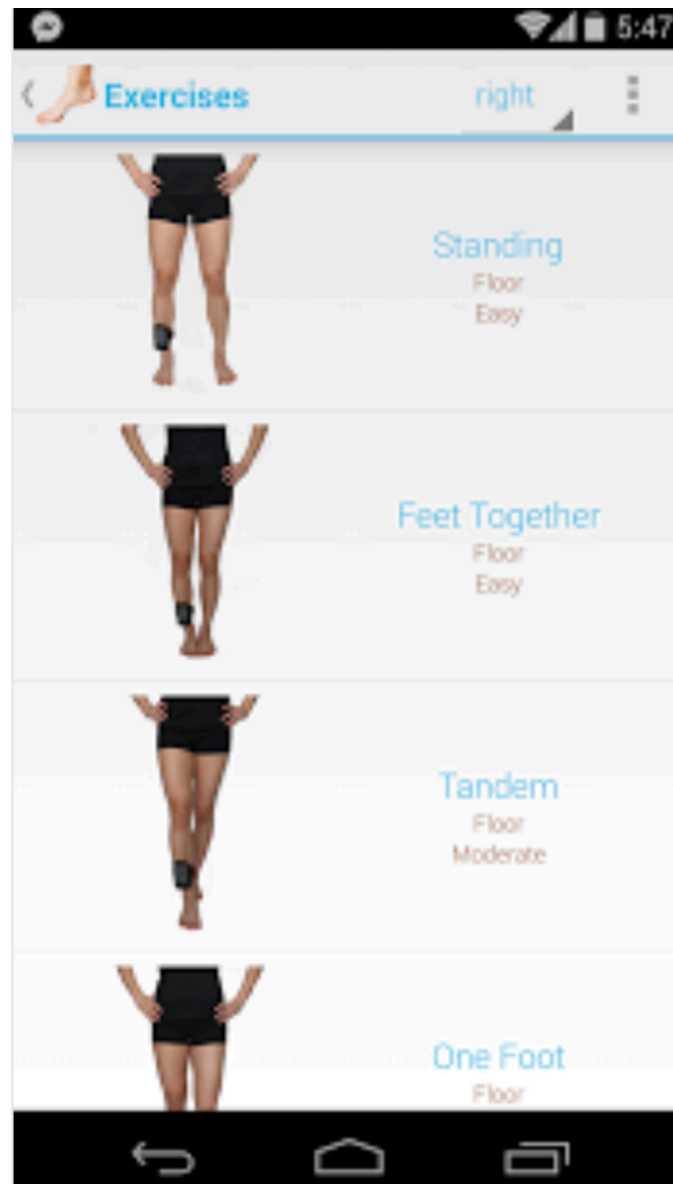 5:47
Exercises
right
Standing
Floor
Easy
Feet Together
Floor
Easy
Tandem
Floor
Moderate
One Foot
Floor